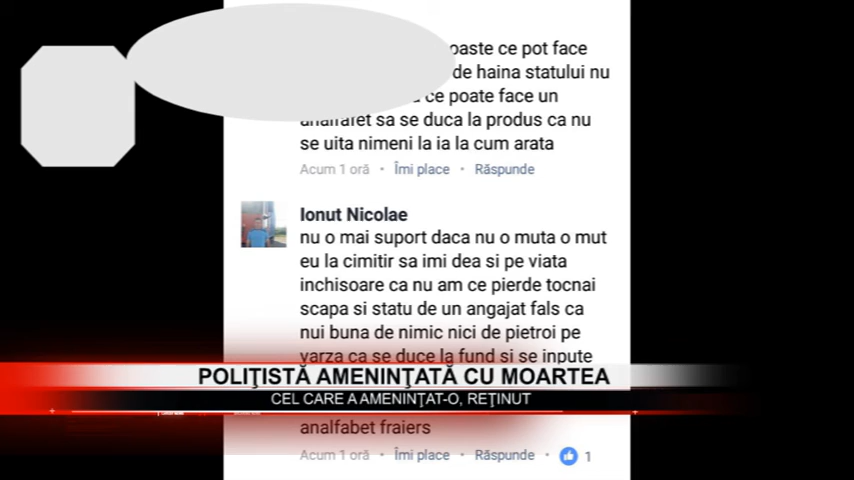 oaste ce pot face
de haina statului nu
ce poate face un
analfaret sa se duca la produs ca nu
se uita nimeni la ia la cum arata
Acum 1 oră · Îmi place · Răspunde
Ionut Nicolae
nu o mai suport daca nu o muta o mut
eu la cimitir sa imi dea si pe viata
inchisoare ca nu am ce pierde tocnai
scapa si statu de un angajat fals ca
nui buna de nimic nici de pietroi pe
varza ca se duce la fund si se inpute
POLIŢISTĂ AMENINŢATĂ CU MOARTEA
CEL CARE A AMENINŢAT-O, REŢINUT
analfabet fraiers
Acum 1 oră · Îmi place · Răspunde · 1